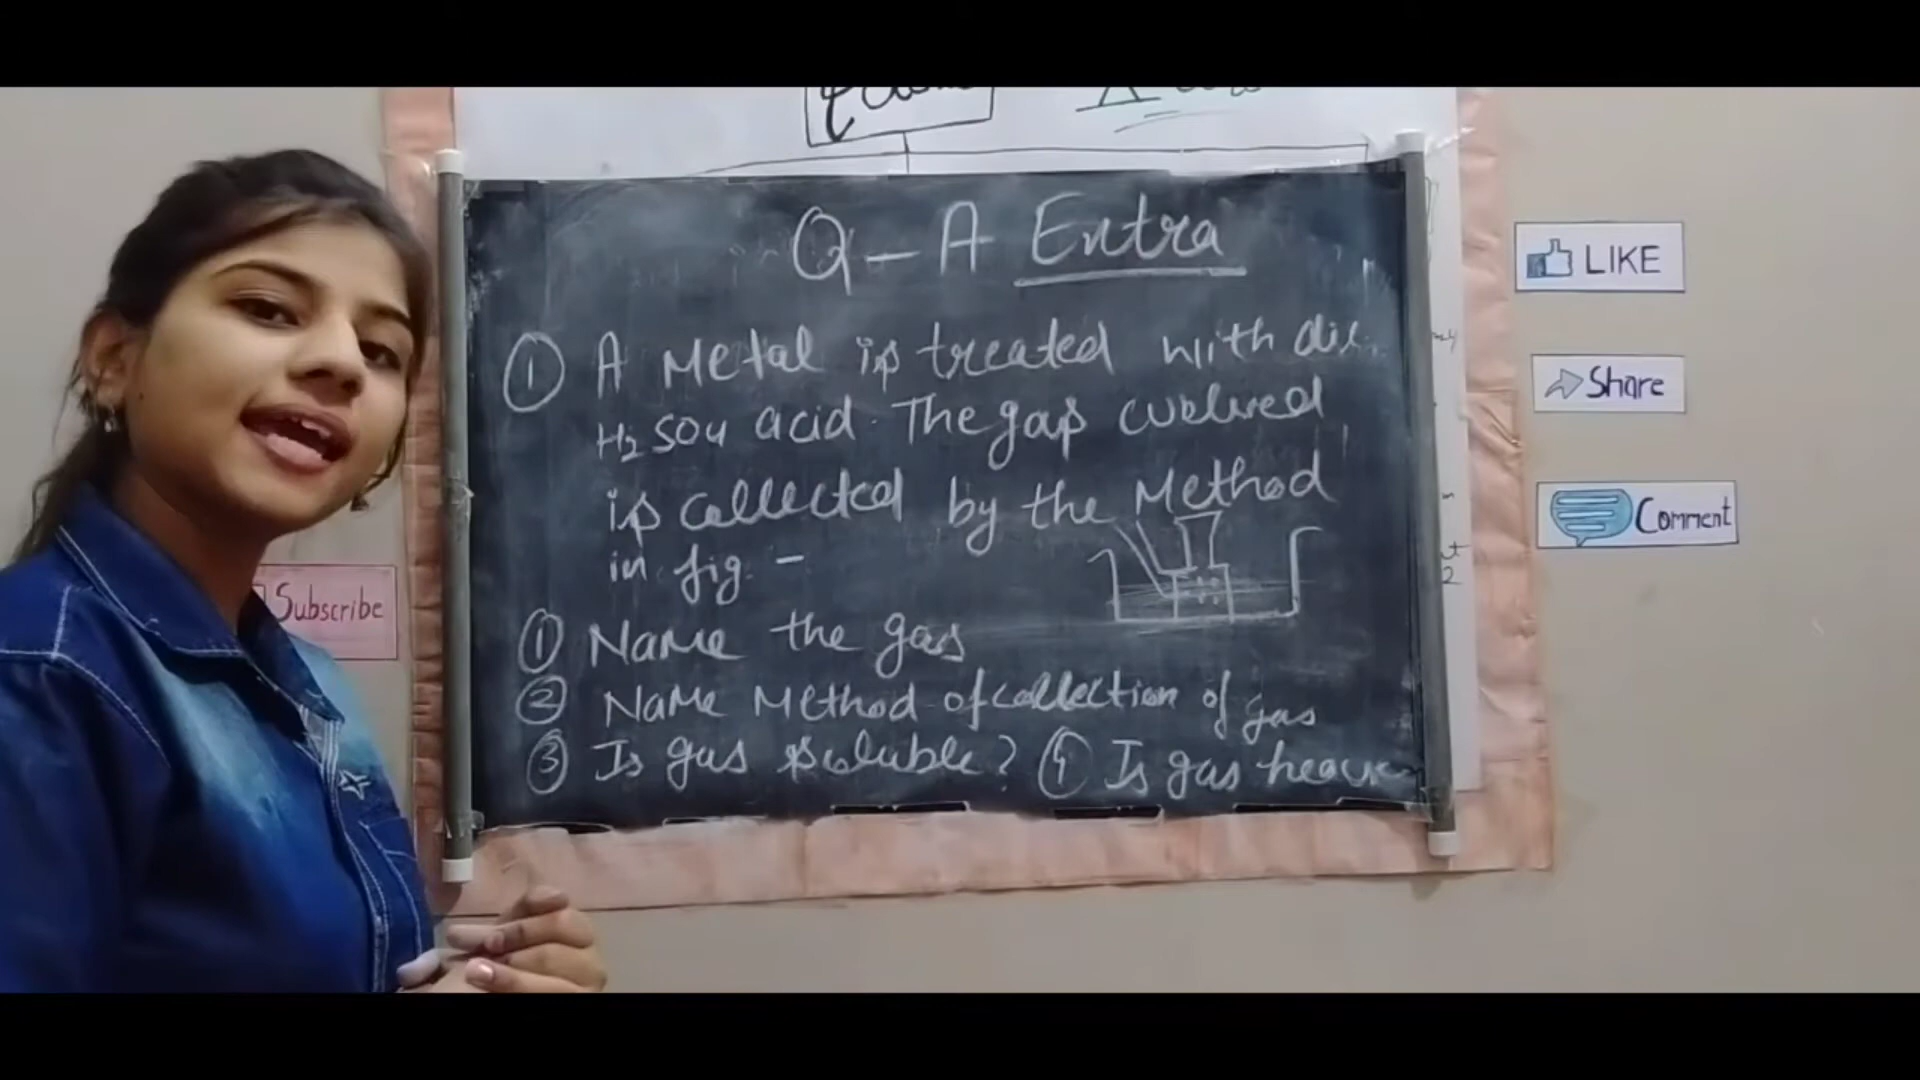 Q - A Extra
① A Metal is treated with dil.
H2SO4 acid. The gas evolved
is collected by the Method
in fig. -
① Name the gas
② Name Method of collection of gas
③ Is gas soluble? ④ Is gas
LIKE
Share
Comment
Subscribe